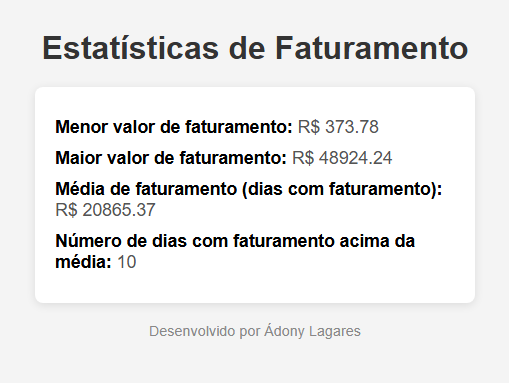 Estatísticas de Faturamento
Menor valor de faturamento: R$ 373.78
Maior valor de faturamento: R$ 48924.24
Média de faturamento (dias com faturamento):
R$ 20865.37
Número de dias com faturamento acima da
média: 10
Desenvolvido por Ádony Lagares